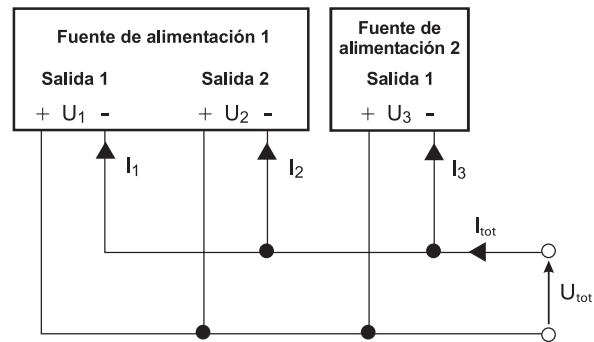 Fuente de alimentación 1
Salida 1 Salida 2
+ U1 - + U2 -
Fuente de
alimentación 2
Salida 1
+ U3 -
I1
I2
I3
Itot
Utot